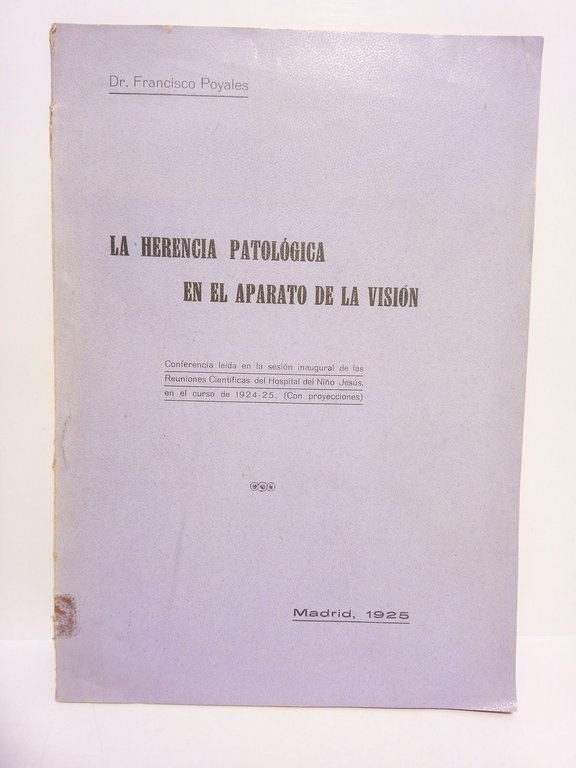 Dr. Francisco Poyales
LA HERENCIA PATOLÓGICA
EN EL APARATO DE LA VISIÓN
Conferencia leída en la sesión inaugural de las
Reuniones Científicas del Hospital del Niño Jesús,
en el curso de 1924-25. (Con proyecciones)
Madrid, 1925